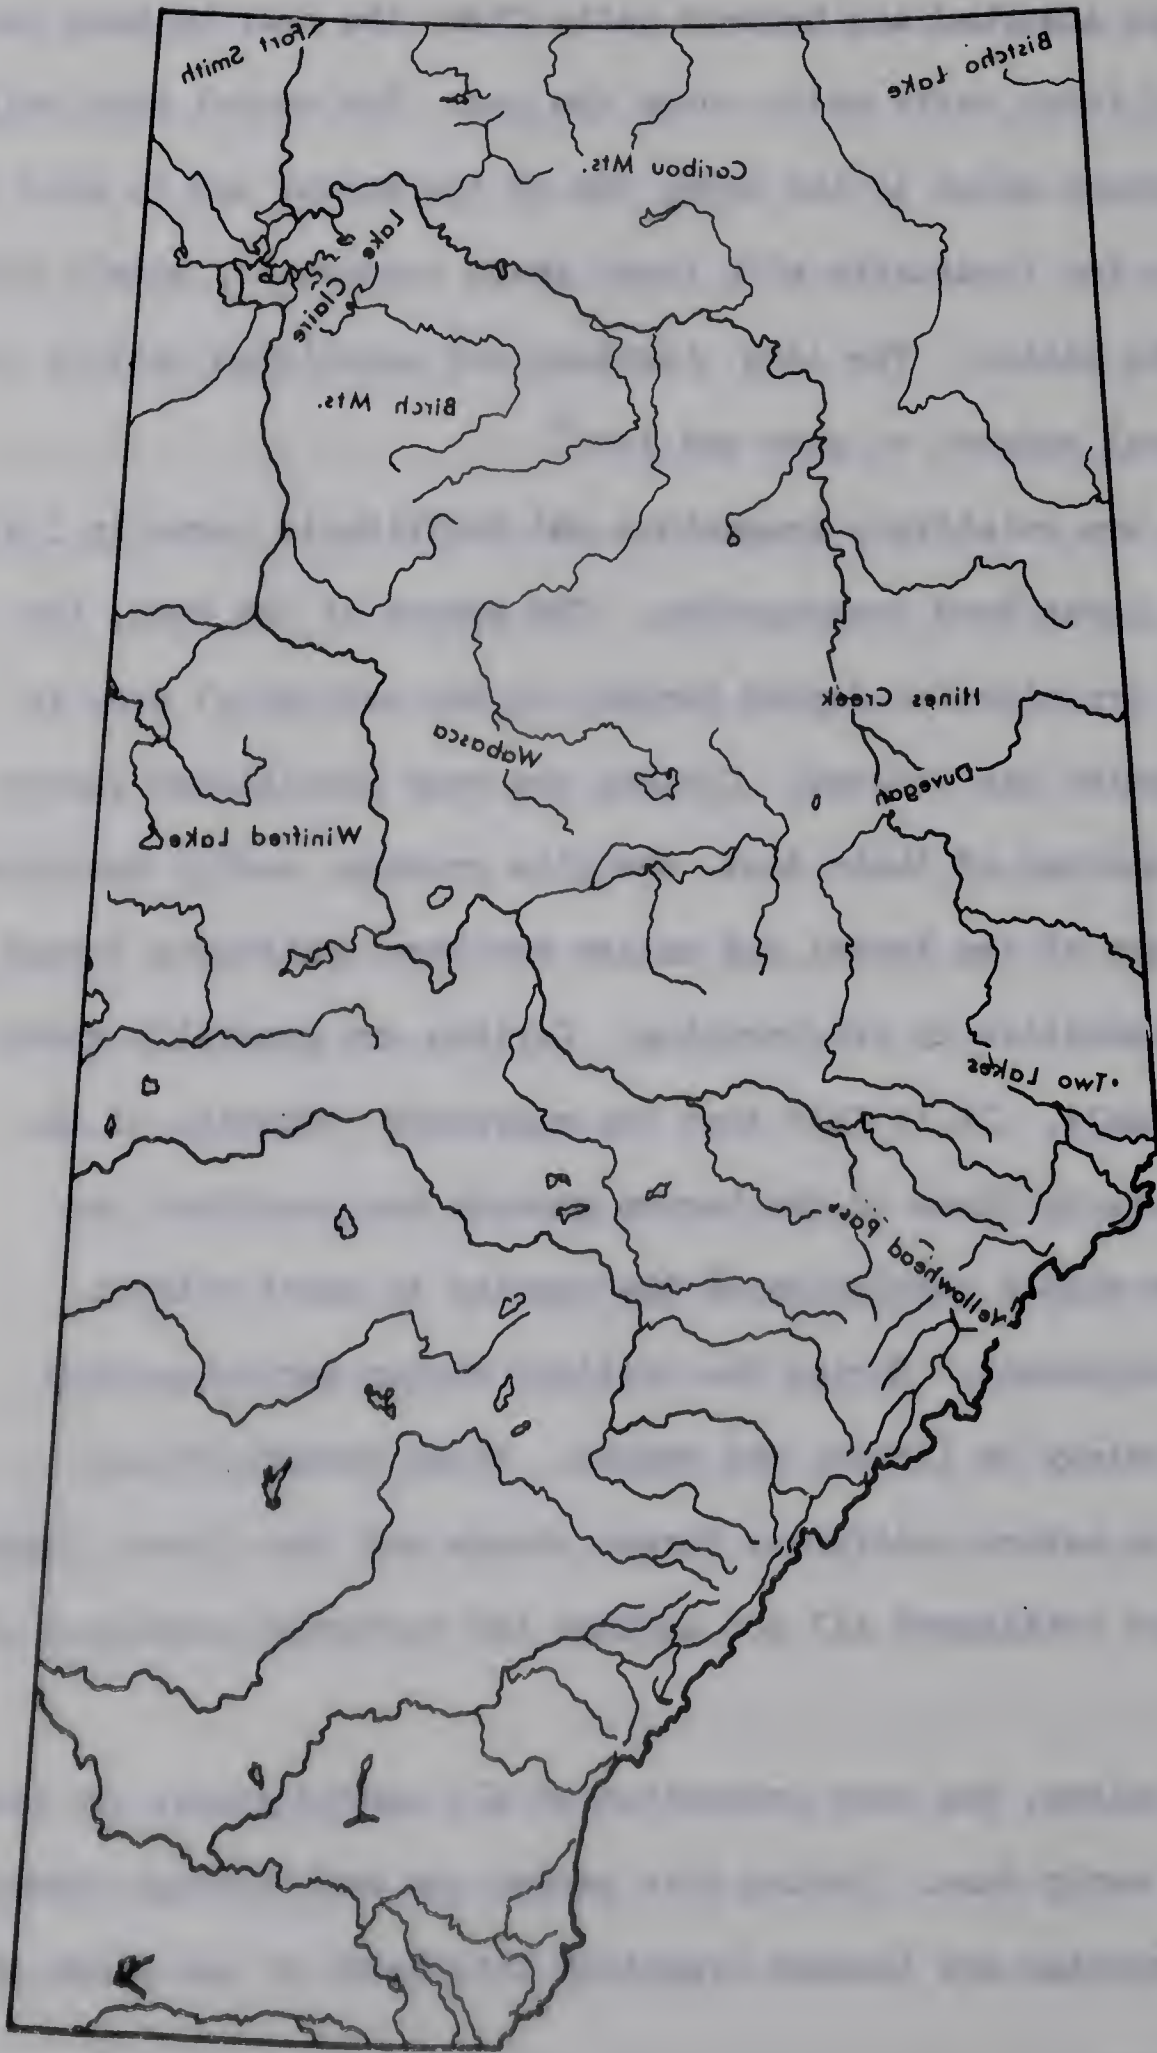 Fort Smith
Bistcho Lake
Caribou Mts.
Lake Claire
Birch Mts.
Hines Creek
Wabasca
Duvegan
Winifred Lake
Two Lakes
Yellowhead Pass